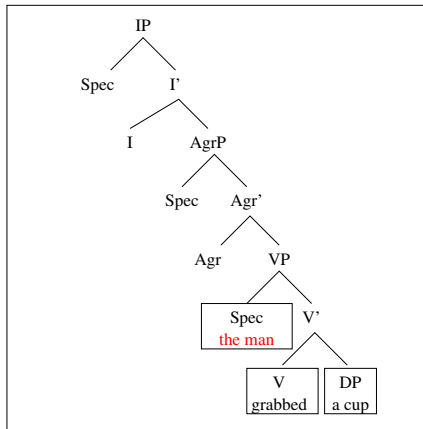 IP
Spec I’
I AgrP
Spec Agr’
Agr VP
Spec V’
the man
V DP
grabbed a cup